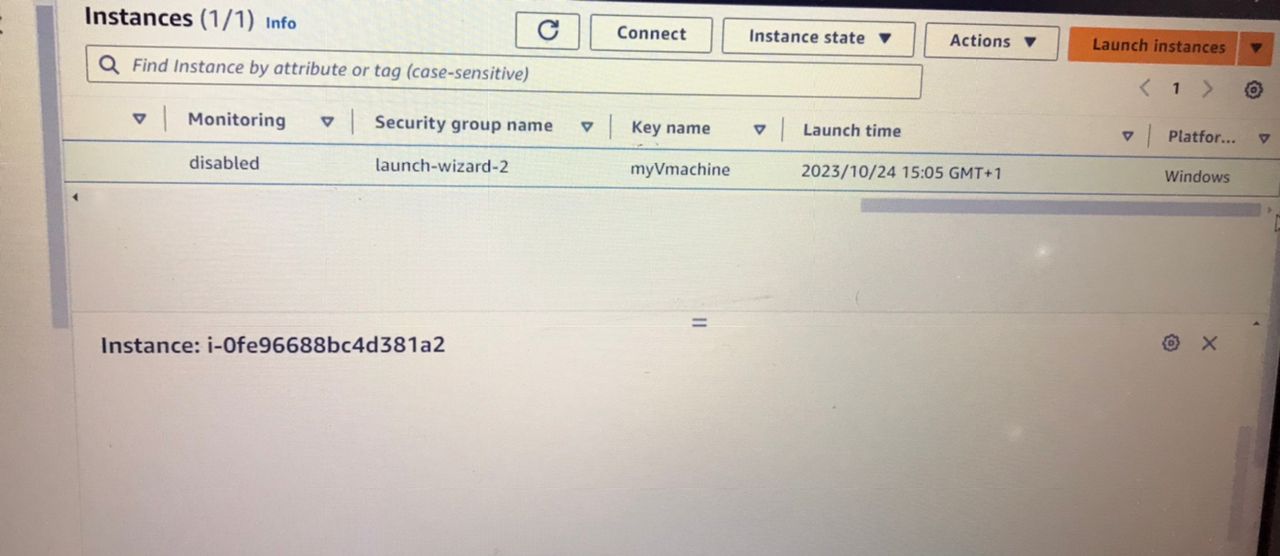 Instances (1/1) Info
Connect Instance state Actions Launch instances
Find Instance by attribute or tag (case-sensitive)
1
Monitoring Security group name Key name Launch time Platfor...
disabled launch-wizard-2 myVmachine 2023/10/24 15:05 GMT+1 Windows
Instance: i-0fe96688bc4d381a2